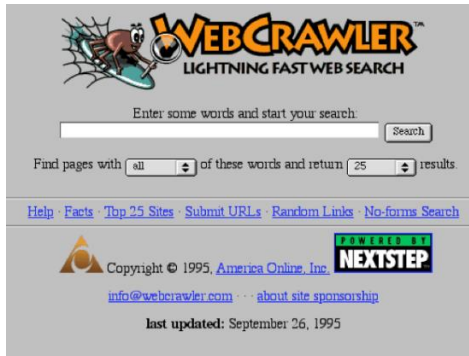 WEBCRAWLER™
LIGHTNING FAST WEB SEARCH
Enter some words and start your search:
Search
Find pages with all of these words and return 25 results.
Help · Facts · Top 25 Sites · Submit URLs · Random Links · No-forms Search
POWERED BY
NEXTSTEP
Copyright © 1995, America Online, Inc.
info@webcrawler.com · · · about site sponsorship
last updated: September 26, 1995